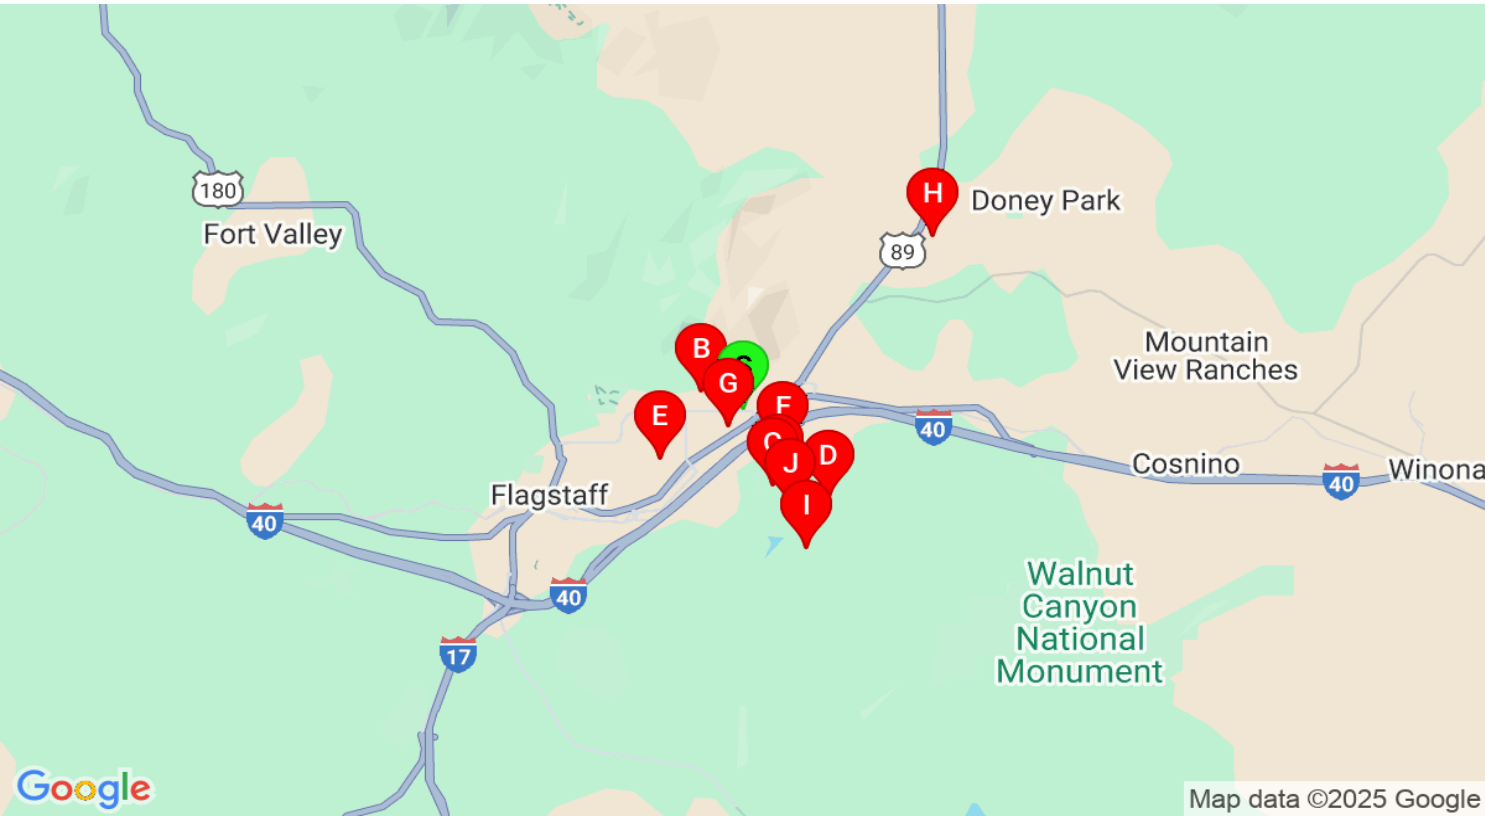 180
Fort Valley
H
Doney Park
89
B
G
E
F
Mountain
View Ranches
40
J
D
Cosnino
40
Winona
Flagstaff
I
40
40
Walnut
Canyon
National
Monument
17
Google
Map data ©2025 Google